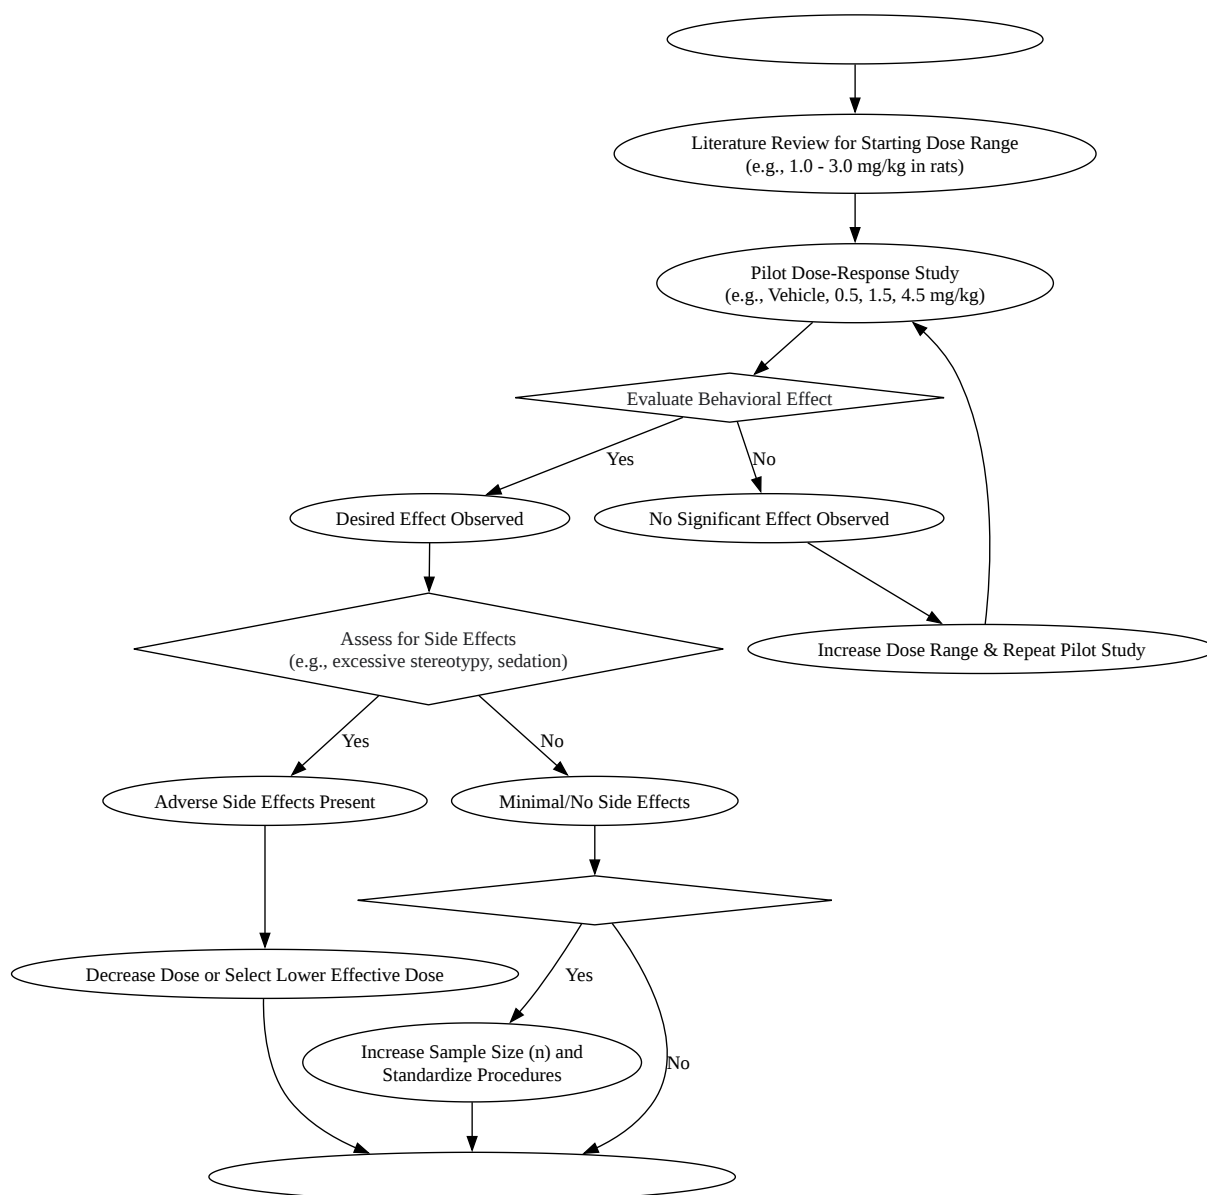 Literature Review for Starting Dose Range
(e.g., 1.0 - 3.0 mg/kg in rats)
Pilot Dose-Response Study
(e.g., Vehicle, 0.5, 1.5, 4.5 mg/kg)
Evaluate Behavioral Effect
Yes
No
Desired Effect Observed
No Significant Effect Observed
Assess for Side Effects
(e.g., excessive stereotypy, sedation)
Increase Dose Range & Repeat Pilot Study
Yes
No
Adverse Side Effects Present
Minimal/No Side Effects
Decrease Dose or Select Lower Effective Dose
Yes
Increase Sample Size (n) and
Standardize Procedures
No